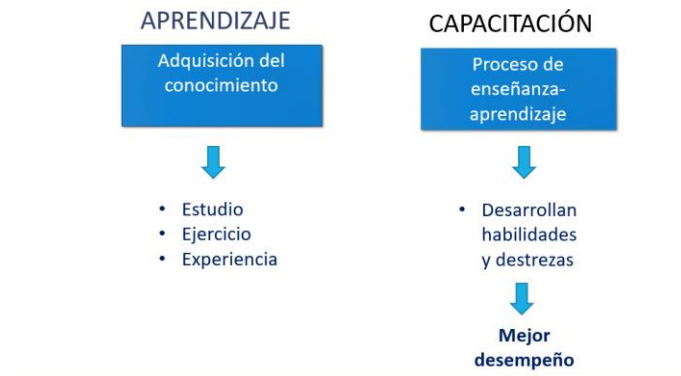 APRENDIZAJE
Adquisición del
conocimiento
• Estudio
• Ejercicio
• Experiencia
CAPACITACIÓN
Proceso de
enseñanza-
aprendizaje
• Desarrollan
habilidades
y destrezas
Mejor
desempeño